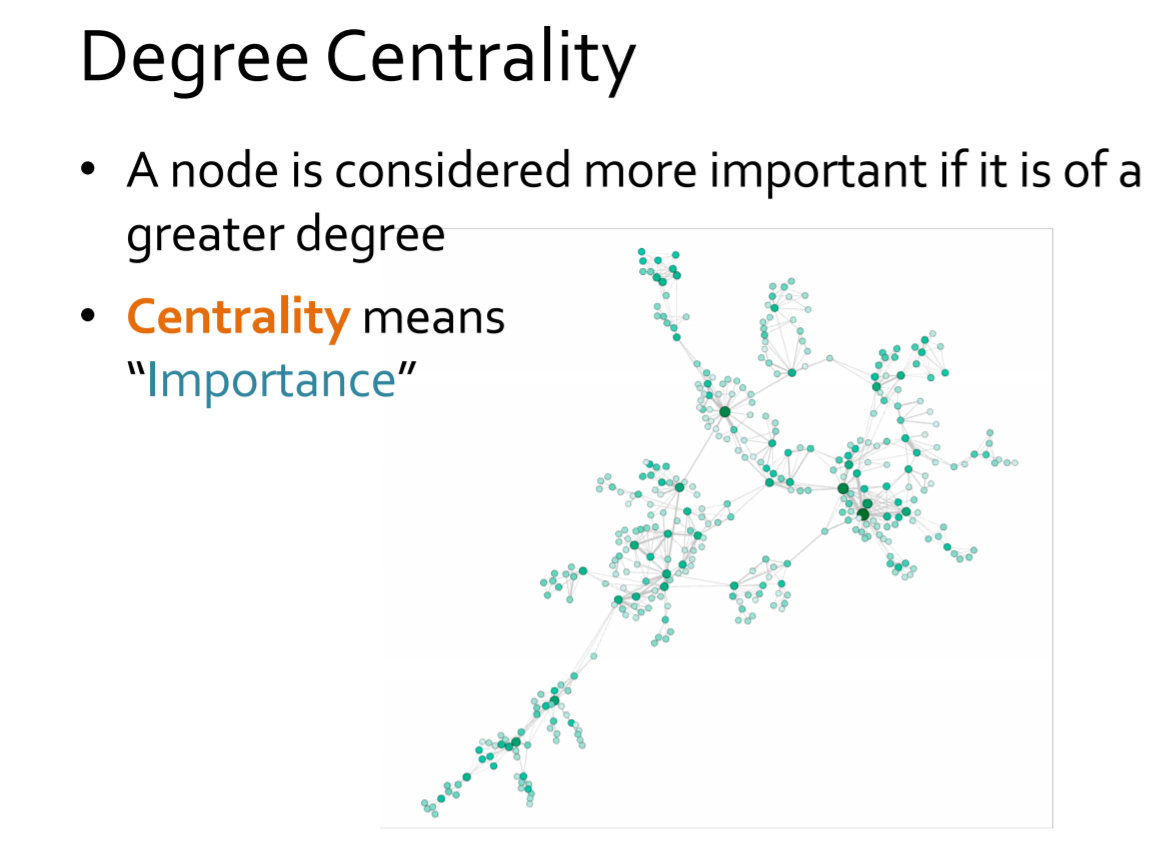 Degree Centrality
• A node is considered more important if it is of a
greater degree
• Centrality means
“Importance”